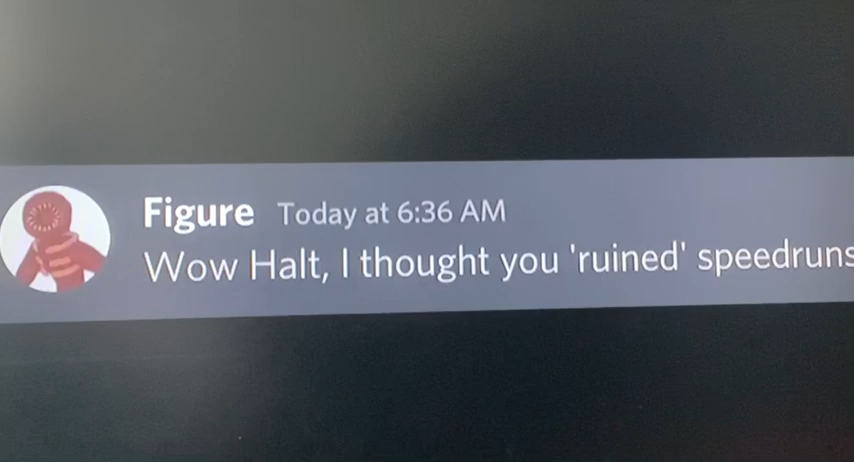 Figure Today at 6:36 AM
Wow Halt, I thought you 'ruined' speedruns